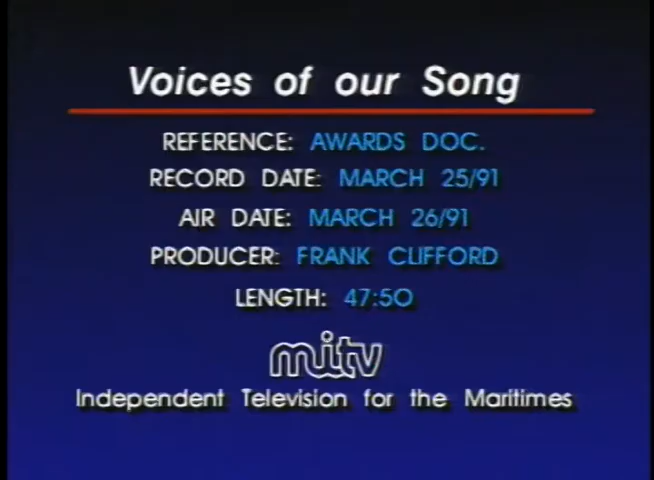 Voices of our Song
REFERENCE: AWARDS DOC.
RECORD DATE: MARCH 25/91
AIR DATE: MARCH 26/91
PRODUCER: FRANK CLIFFORD
LENGTH: 47:50
mitv
Independent Television for the Maritimes